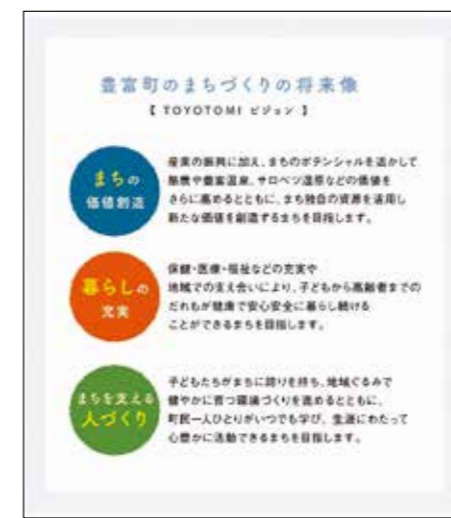 豊富町のまちづくりの将来像
【 TOYOTOMI ビジョン 】
まちの
価値創造
産業の振興に加え、まちのポテンシャルを活かして
酪農や豊富温泉、サロベツ湿原などの価値を
さらに高めるとともに、まち独自の資源を活用し
新たな価値を創造するまちを目指します。
暮らしの
充実
保健・医療・福祉などの充実や
地域での支え合いにより、子どもから高齢者までの
だれもが健康で安心安全に暮らし続ける
ことができるまちを目指します。
まちを支える
人づくり
子どもたちがまちに誇りを持ち、地域ぐるみで
健やかに育つ環境づくりを進めるとともに、
町民一人ひとりがいつでも学び、生涯にわたって
心豊かに活動できるまちを目指します。